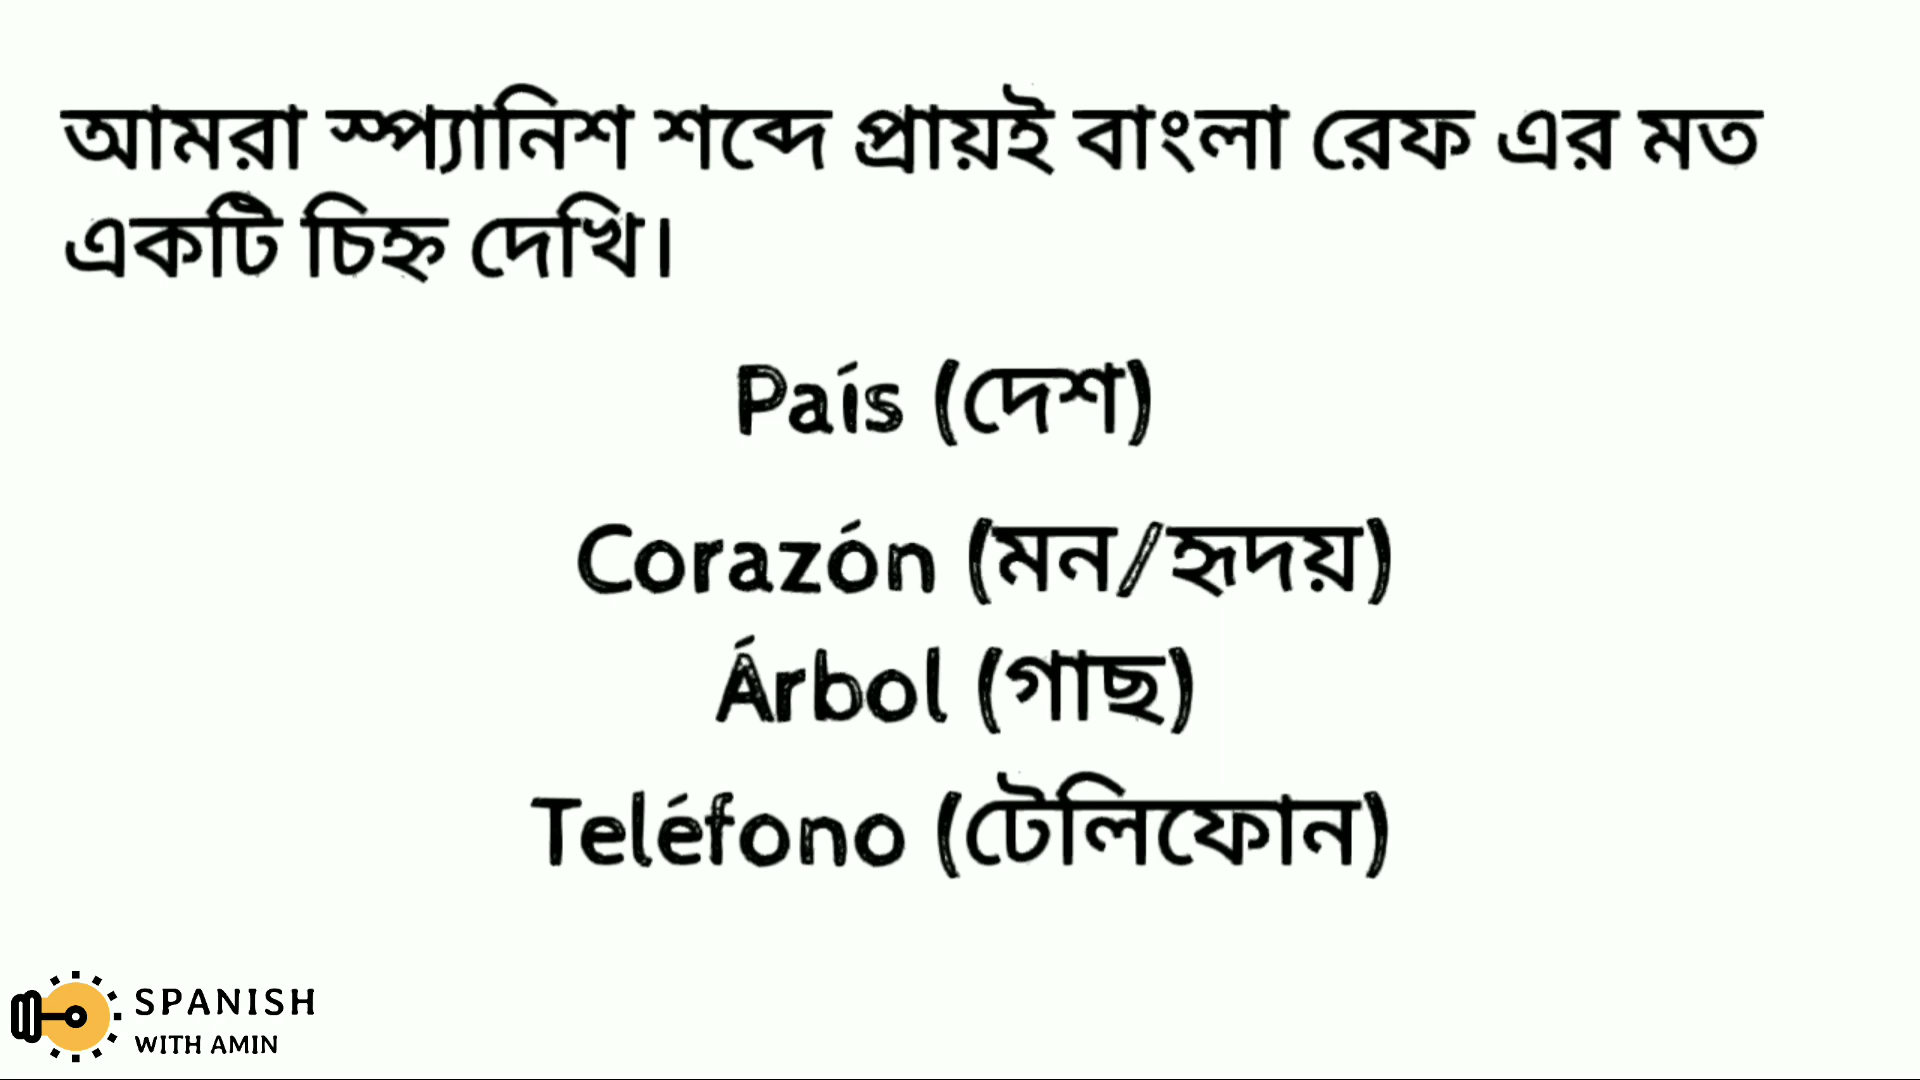 আমরা স্প্যানিশ শব্দে প্রায়ই বাংলা রেফ এর মত
একটি চিহ্ন দেখি।
País (দেশ)
Corazón (মন/হৃদয়)
Árbol (গাছ)
Teléfono (টেলিফোন)
SPANISH
WITH AMIN